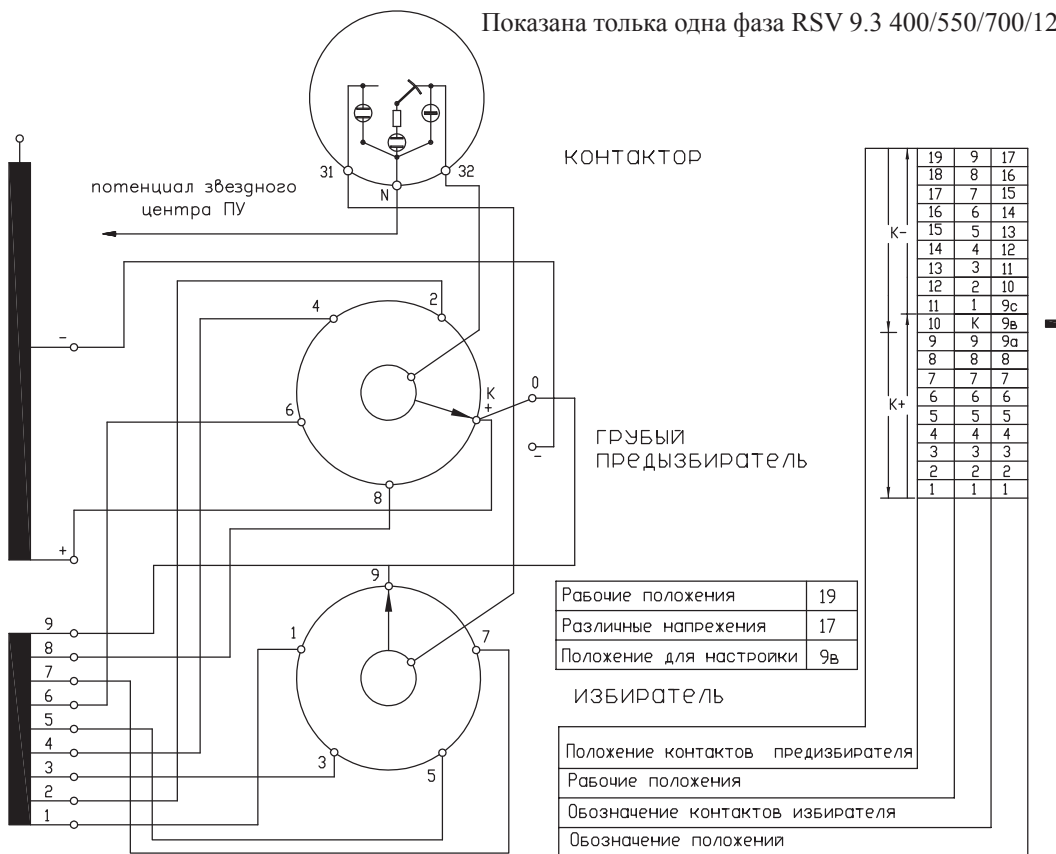 Показана толька одна фаза RSV 9.3 400/550/700/12
31
N
32
КОНТАКТОР
потенциал звездного
центра ПУ
-
4
2
6
К
+
0
-
8
ГРУБЫЙ
ПРЕДЫЗБИРАТЕЛЬ
+
9
8
7
6
5
4
3
2
1
9
1
7
3
5
К-
К+
19 9 17
18 8 16
17 7 15
16 6 14
15 5 13
14 4 12
13 3 11
12 2 10
11 1 9с
10 К 9в
9 9 9а
8 8 8
7 7 7
6 6 6
5 5 5
4 4 4
3 3 3
2 2 2
1 1 1
Рабочие положения 19
Различные напрежения 17
Положение для настройки 9в
ИЗБИРАТЕЛЬ
Положение контактов предизбирателя
Рабочие положения
Обозначение контактов избирателя
Обозначение положений